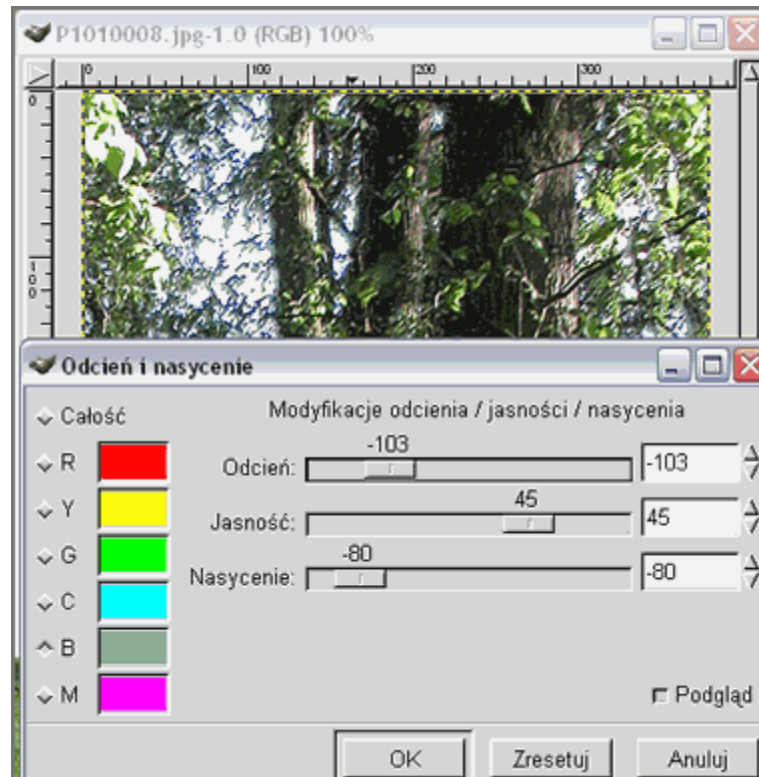 P1010008.jpg-1.0 (RGB) 100%
0 100 200 300
0
100
Odcień i nasycenie
Całość
Modyfikacje odcienia / jasności / nasycenia
R
Odcień: -103 -103
Y
Jasność: 45 45
G
Nasycenie: -80 -80
C
B
M
Podgląd
OK Zresetuj Anuluj